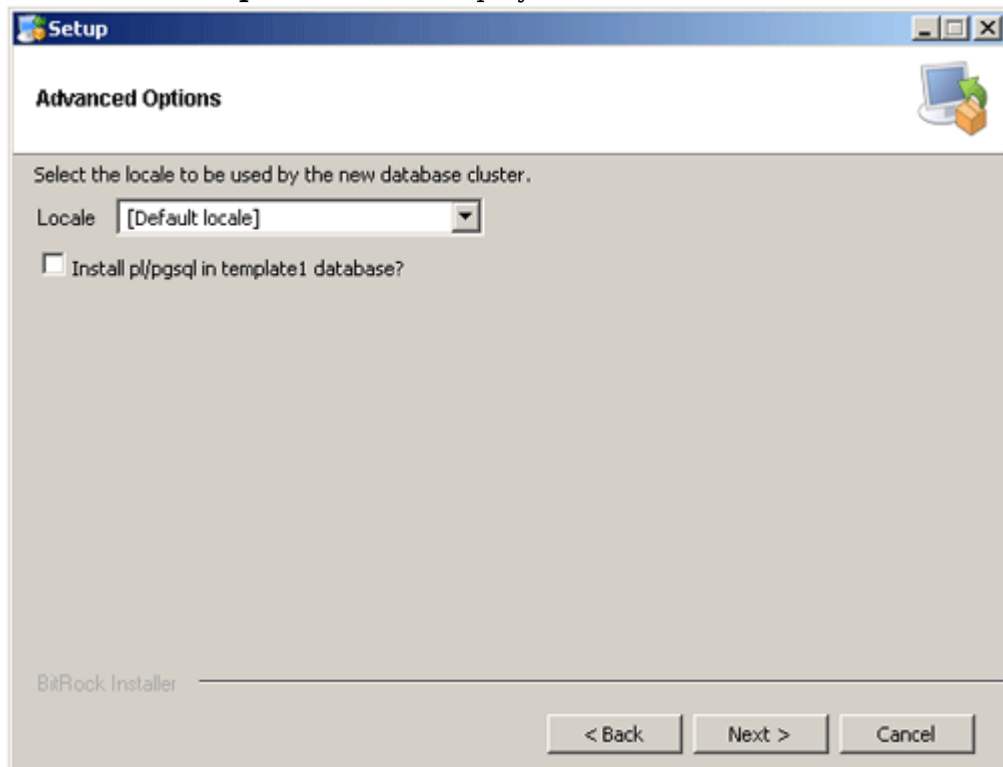 Setup
Advanced Options
Select the locale to be used by the new database cluster.
Locale [Default locale]
Install pl/pgsql in template1 database?
BitRock Installer
< Back Next > Cancel